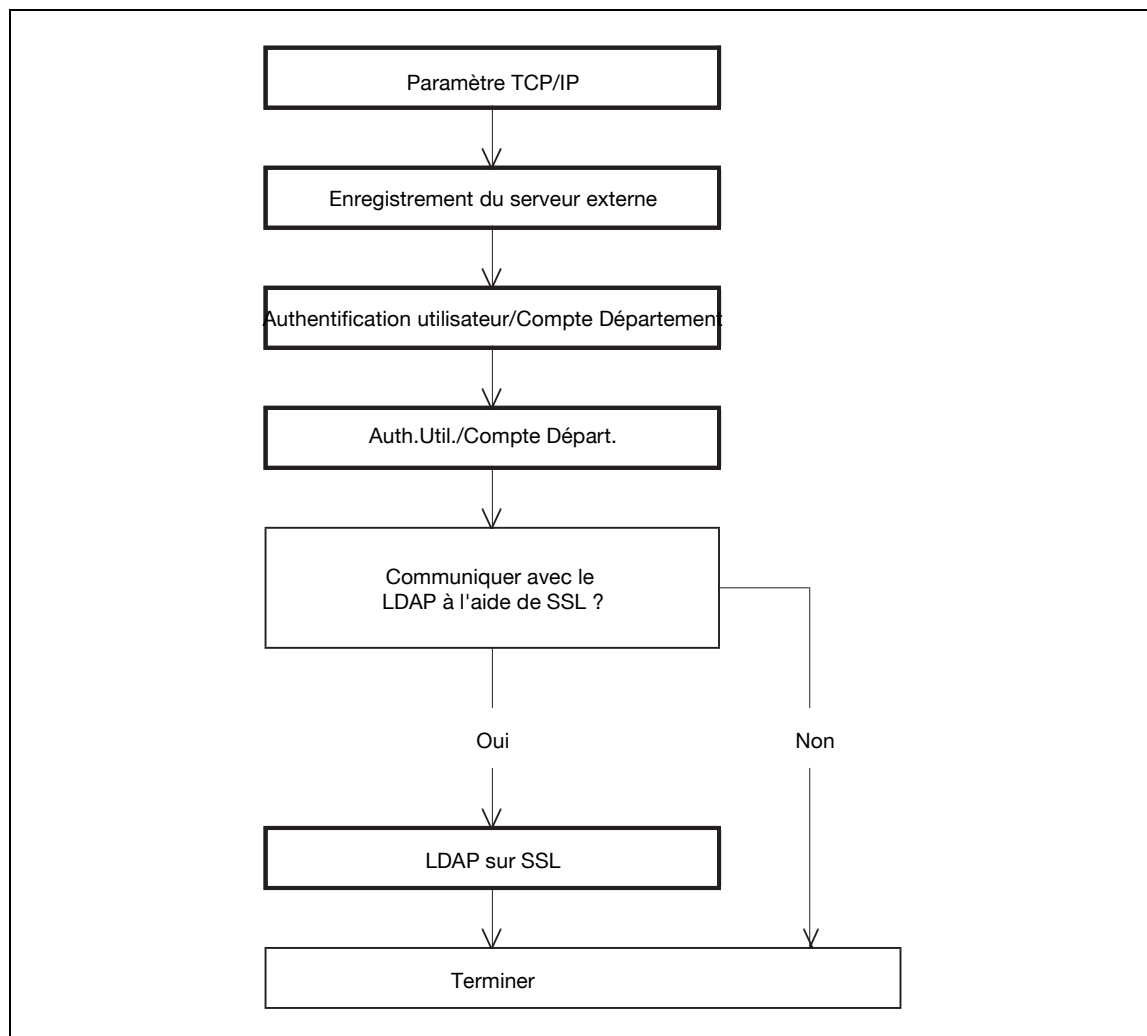 Paramètre TCP/IP
Enregistrement du serveur externe
Authentification utilisateur/Compte Département
Auth.Util./Compte Départ.
Communiquer avec le
LDAP à l'aide de SSL ?
Oui
Non
LDAP sur SSL
Terminer